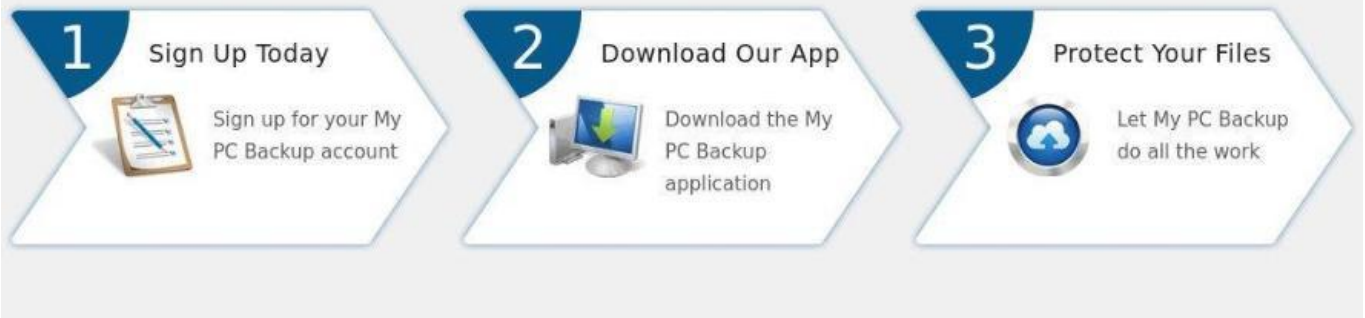 1
Sign Up Today
Sign up for your My
PC Backup account
2
Download Our App
Download the My
PC Backup
application
3
Protect Your Files
Let My PC Backup
do all the work